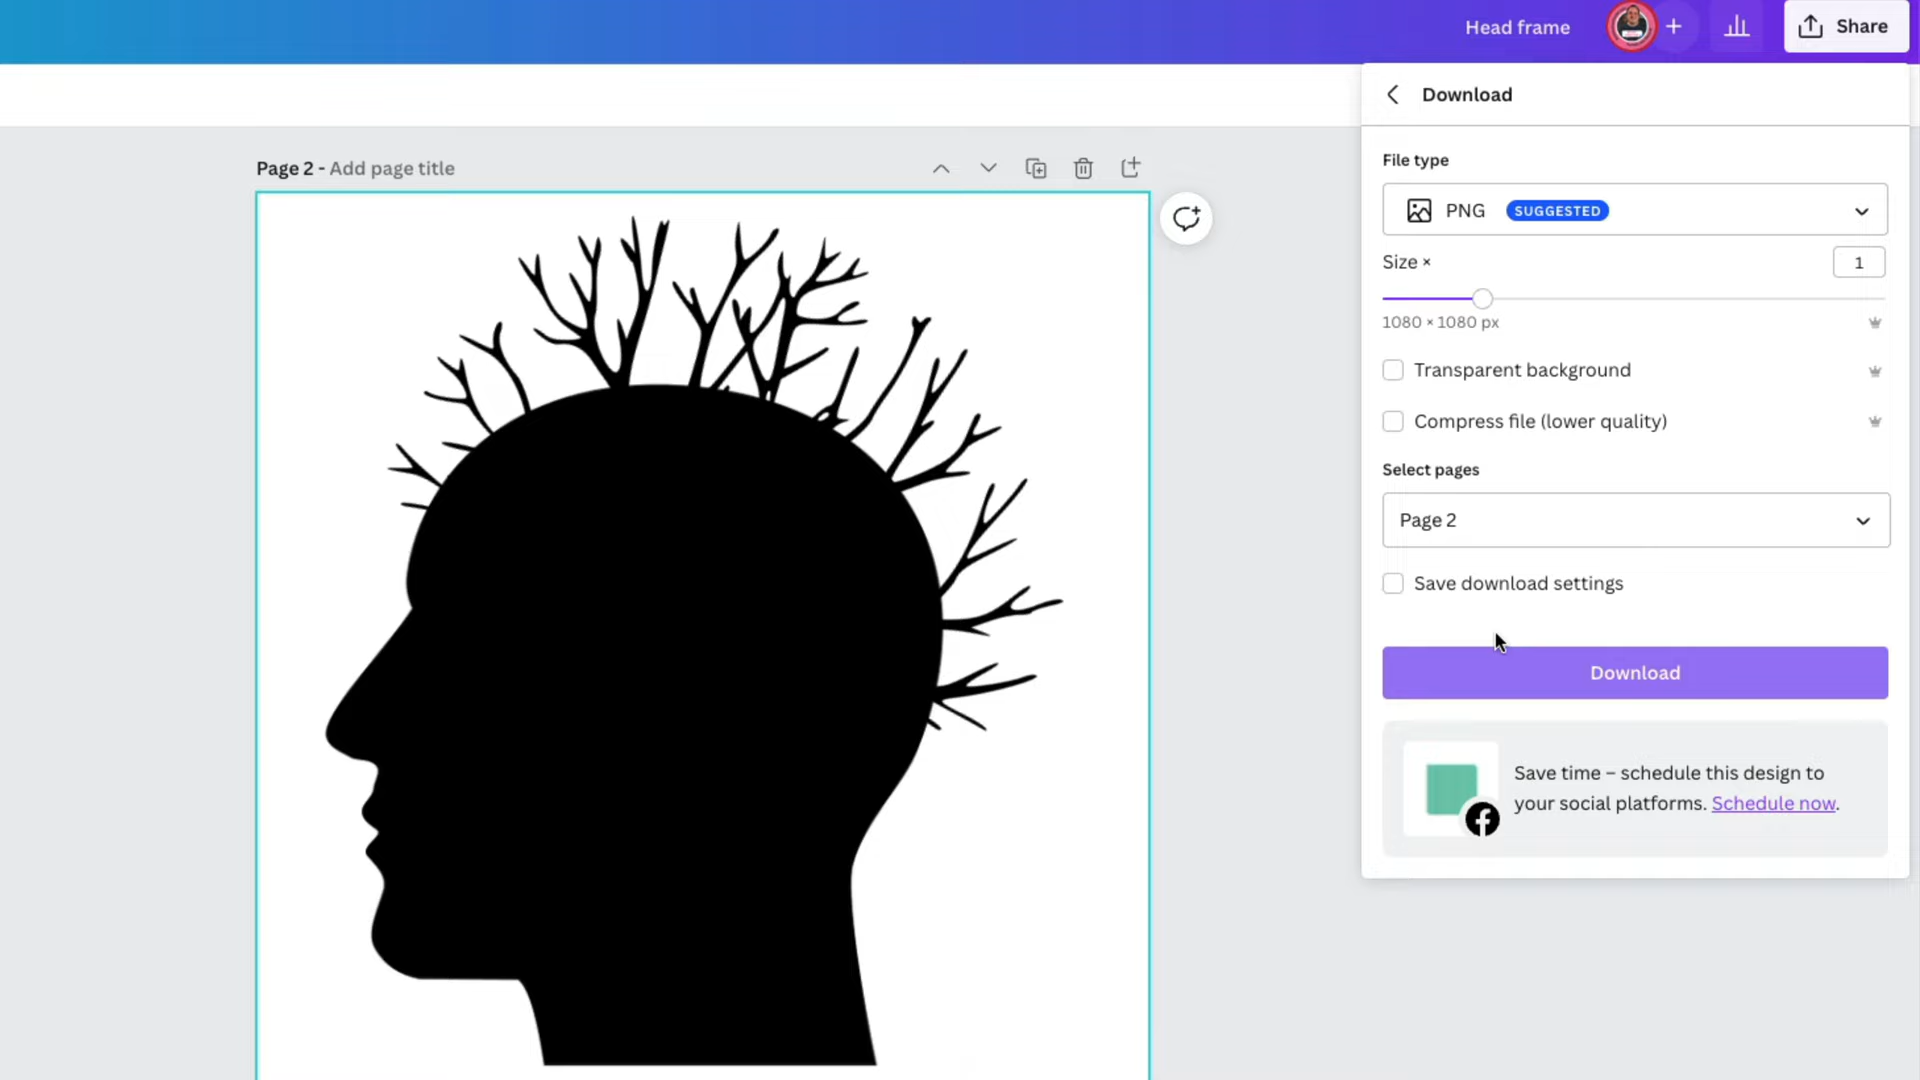 Head frame
Share
Download
Page 2 - Add page title
File type
PNG SUGGESTED
Size ×
1
1080 × 1080 px
Transparent background
Compress file (lower quality)
Select pages
Page 2
Save download settings
Download
Save time – schedule this design to
your social platforms. Schedule now.